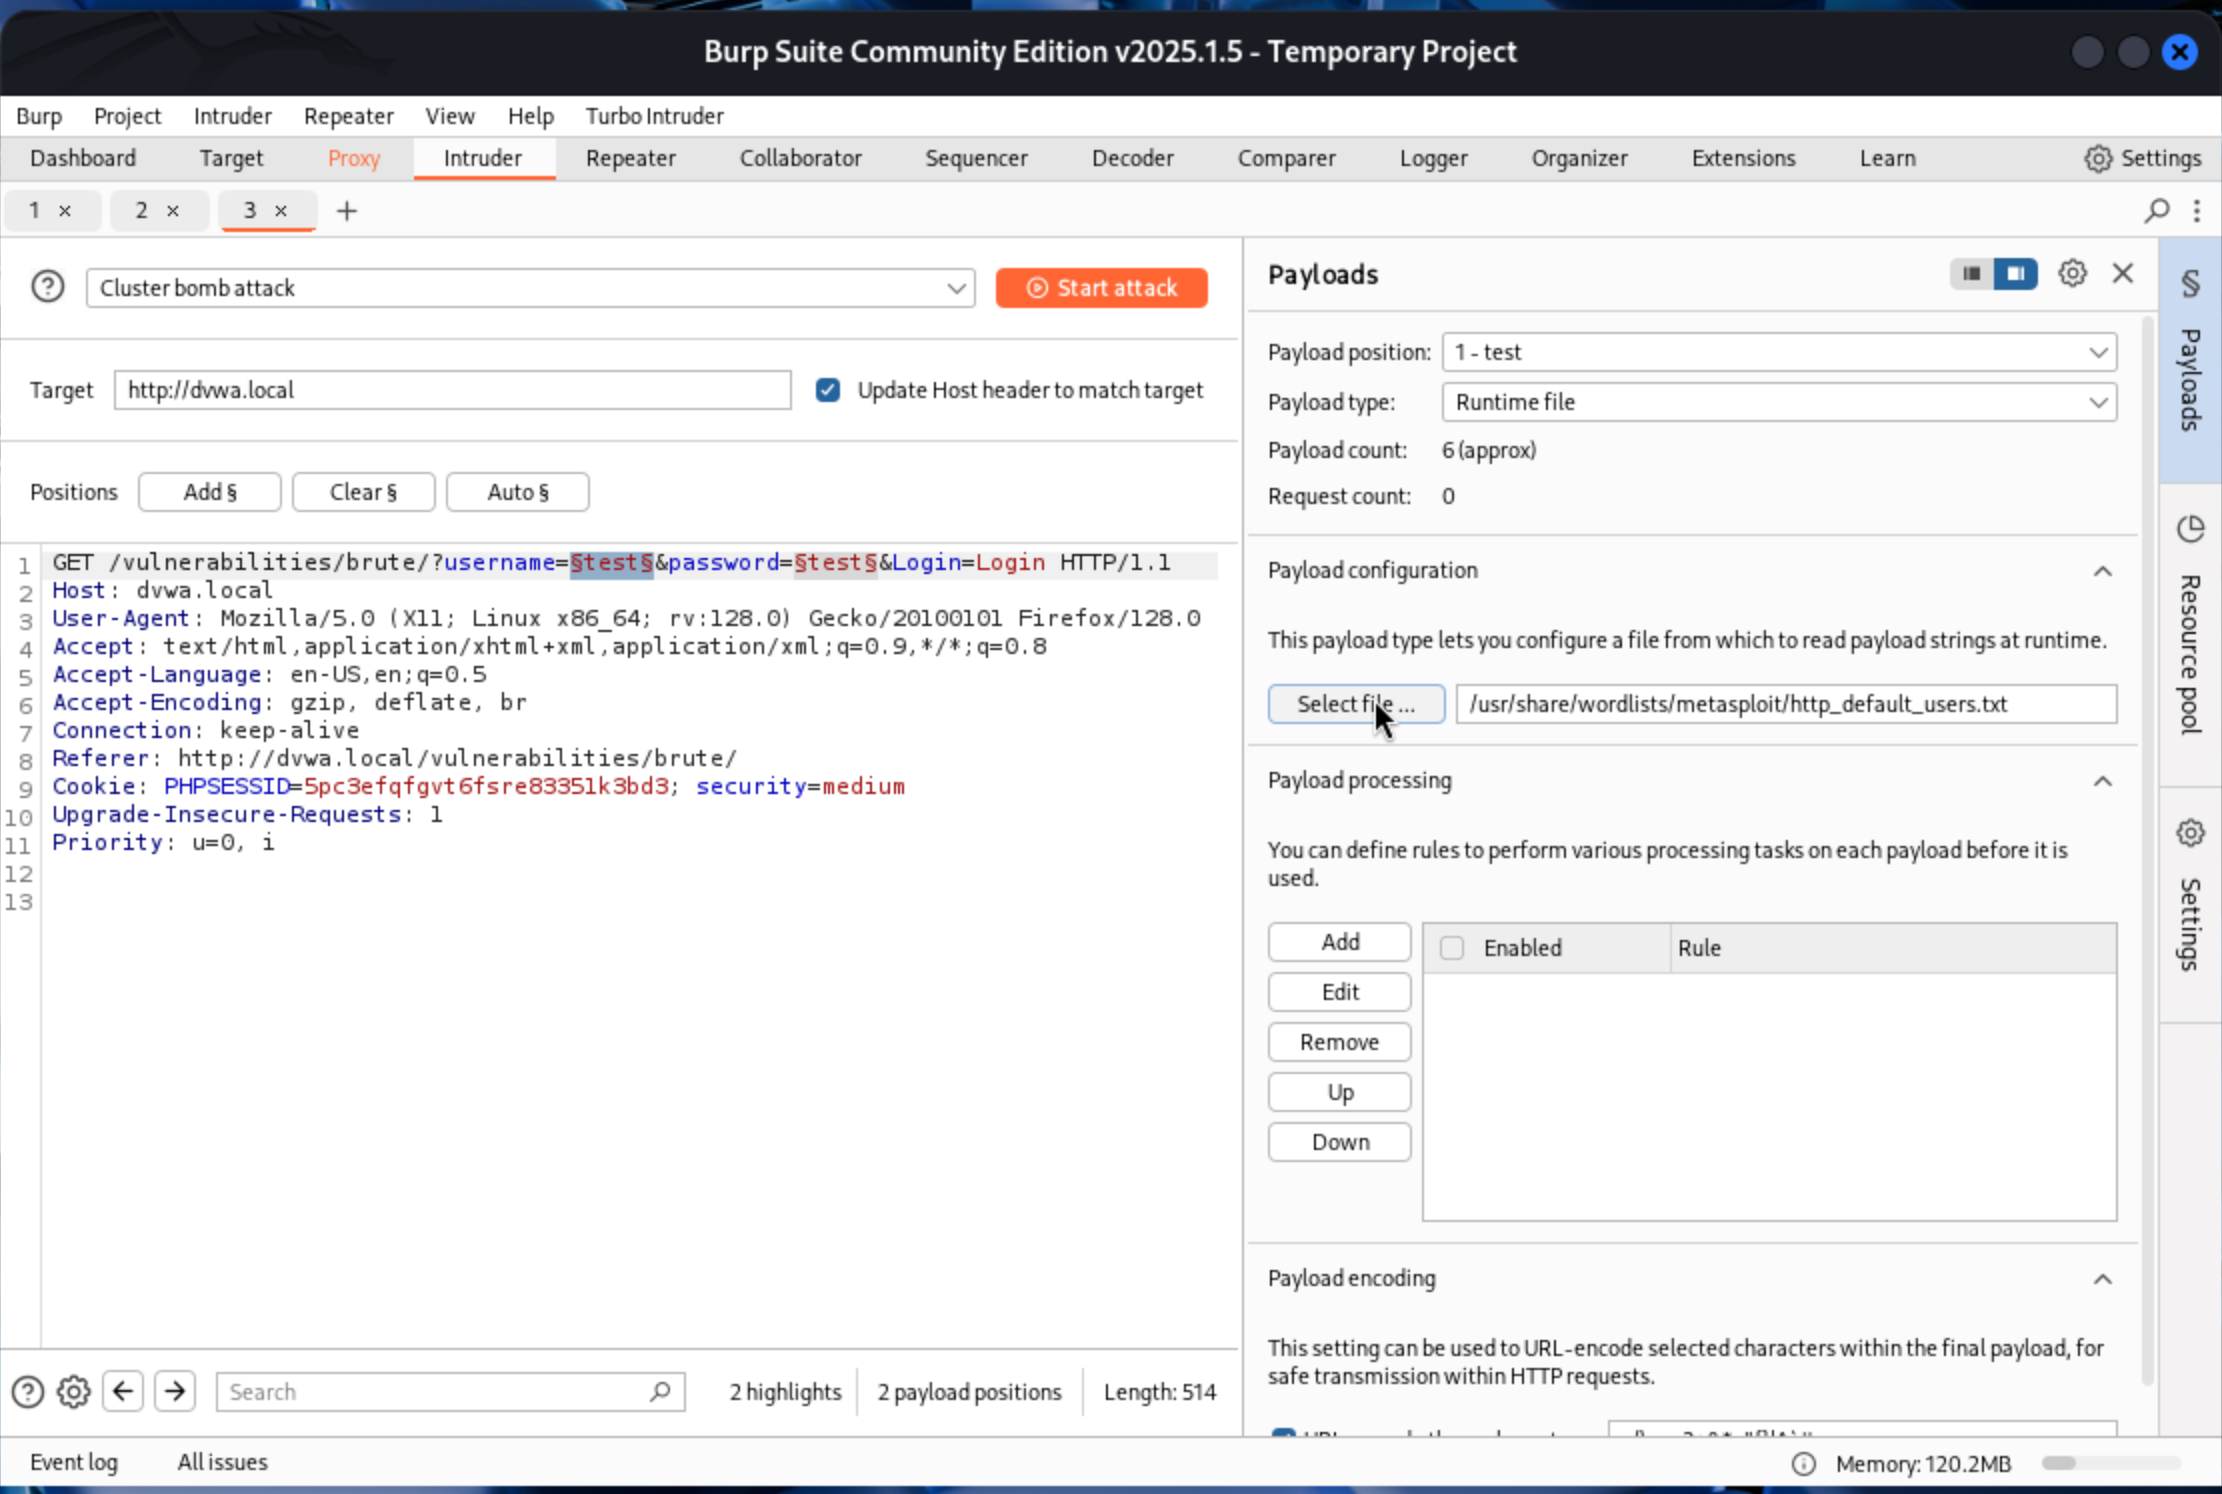 Burp Suite Community Edition v2025.1.5 - Temporary Project
Burp Project Intruder Repeater View Help Turbo Intruder
Dashboard Target Proxy Intruder Repeater Collaborator Sequencer Decoder Comparer Logger Organizer Extensions Learn Settings
1 × 2 × 3 × +
Cluster bomb attack
Start attack
Target http://dvwa.local Update Host header to match target
Positions Add § Clear § Auto §
1 GET /vulnerabilities/brute/?username=§test§&password=§test§&Login=Login HTTP/1.1
2 Host: dvwa.local
3 User-Agent: Mozilla/5.0 (X11; Linux x86_64; rv:128.0) Gecko/20100101 Firefox/128.0
4 Accept: text/html,application/xhtml+xml,application/xml;q=0.9,*/*;q=0.8
5 Accept-Language: en-US,en;q=0.5
6 Accept-Encoding: gzip, deflate, br
7 Connection: keep-alive
8 Referer: http://dvwa.local/vulnerabilities/brute/
9 Cookie: PHPSESSID=5pc3efqfgvt6fsre83351k3bd3; security=medium
10 Upgrade-Insecure-Requests: 1
11 Priority: u=0, i
12
13
Search 2 highlights 2 payload positions Length: 514
Payloads
Payload position: 1 - test
Payload type: Runtime file
Payload count: 6 (approx)
Request count: 0
Payload configuration
This payload type lets you configure a file from which to read payload strings at runtime.
Select file ... /usr/share/wordlists/metasploit/http_default_users.txt
Payload processing
You can define rules to perform various processing tasks on each payload before it is
used.
Add
Edit
Remove
Up
Down
Enabled Rule
Payload encoding
This setting can be used to URL-encode selected characters within the final payload, for
safe transmission within HTTP requests.
§ Payloads
Resource pool
Settings
Event log All issues Memory: 120.2MB